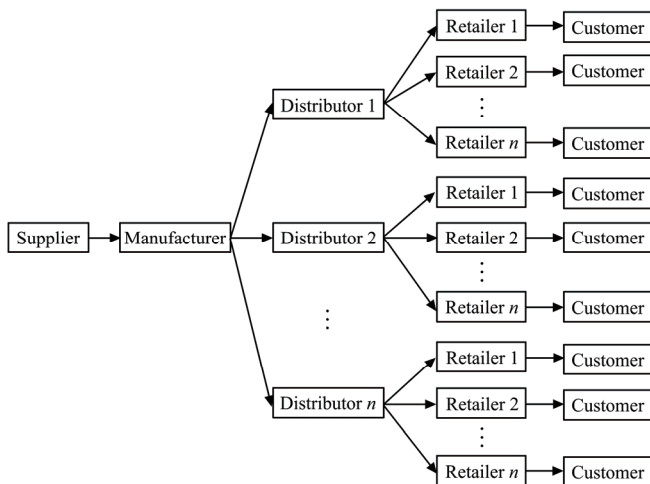 Retailer 1 Customer
Retailer 2 Customer
Distributor 1
Retailer n Customer
Retailer 1 Customer
Supplier Manufacturer Distributor 2 Retailer 2 Customer
Retailer n Customer
Retailer 1 Customer
Distributor n Retailer 2 Customer
Retailer n Customer